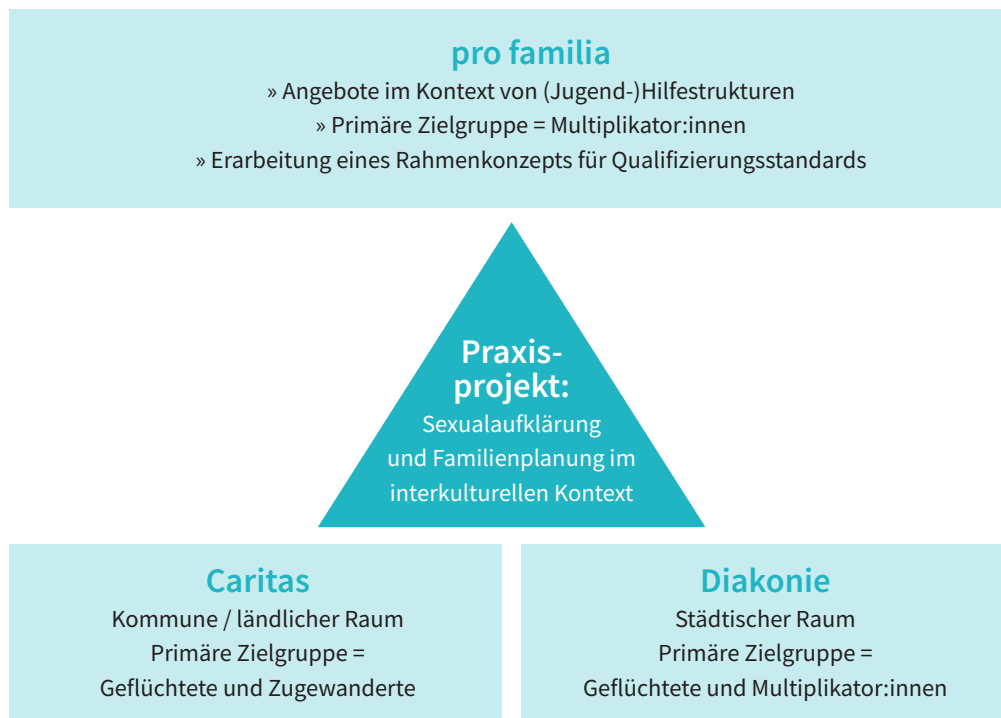 pro familia
» Angebote im Kontext von (Jugend-)Hilfestrukturen
» Primäre Zielgruppe = Multiplikator:innen
» Erarbeitung eines Rahmenkonzepts für Qualifizierungsstandards
Praxis-
projekt:
Sexualaufklärung
und Familienplanung im
interkulturellen Kontext
Caritas
Kommune / ländlicher Raum
Primäre Zielgruppe =
Geflüchtete und Zugewanderte
Diakonie
Städtischer Raum
Primäre Zielgruppe =
Geflüchtete und Multiplikator:innen